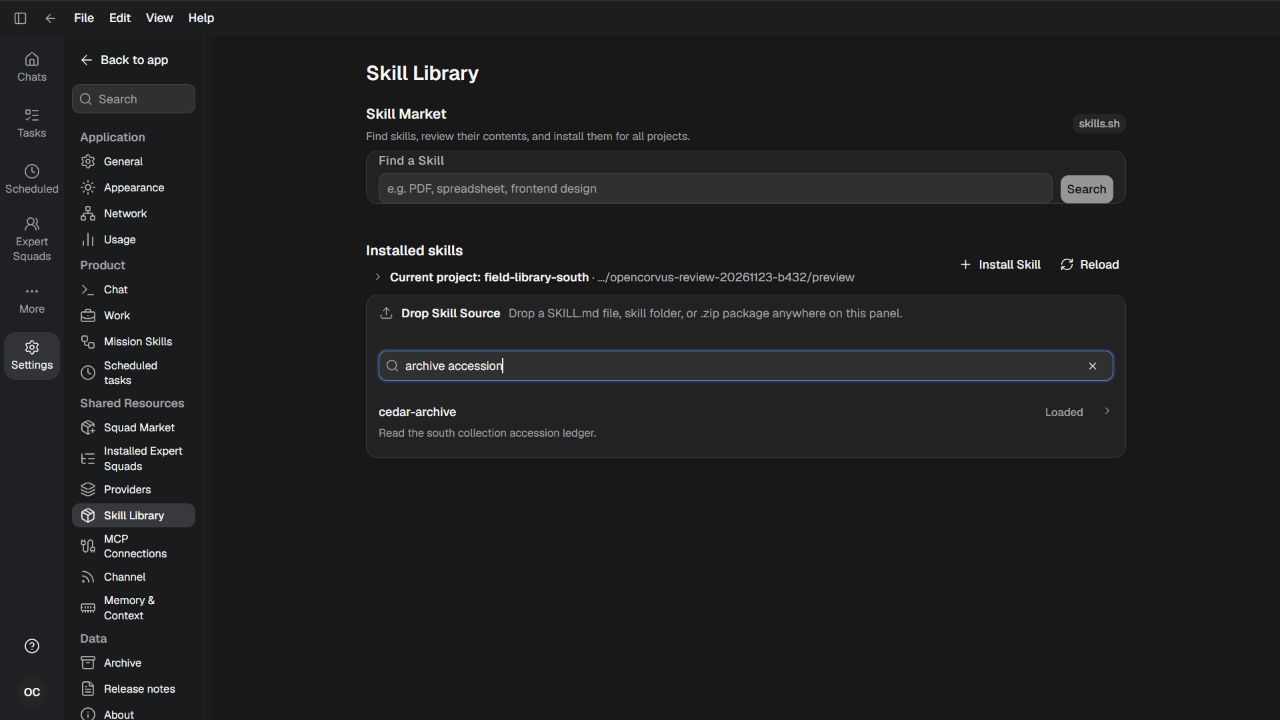 File Edit View Help
Chats
Tasks
Scheduled
Expert
Squads
More
Settings
OC
Back to app
Search
Application
General
Appearance
Network
Usage
Product
Chat
Work
Mission Skills
Scheduled
tasks
Shared Resources
Squad Market
Installed Expert
Squads
Providers
Skill Library
MCP
Connections
Channel
Memory &
Context
Data
Archive
Release notes
About
Skill Library
Skill Market
Find skills, review their contents, and install them for all projects.
skills.sh
Find a Skill
e.g. PDF, spreadsheet, frontend design
Search
Installed skills
Current project: field-library-south · .../opencorvus-review-20261123-b432/preview
Install Skill
Reload
Drop Skill Source Drop a SKILL.md file, skill folder, or .zip package anywhere on this panel.
archive accession
cedar-archive
Loaded
Read the south collection accession ledger.